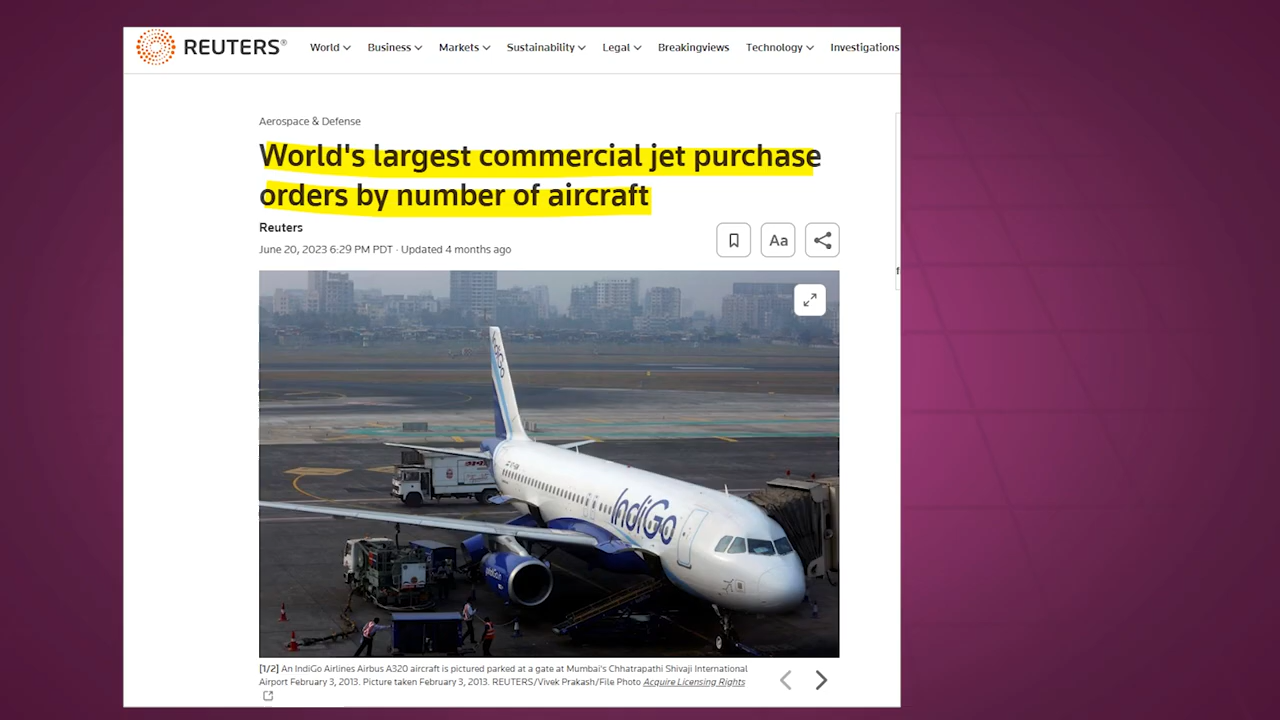 REUTERS®
World
Business
Markets
Sustainability
Legal
Breakingviews
Technology
Investigations
Aerospace & Defense
World's largest commercial jet purchase
orders by number of aircraft
Reuters
June 20, 2023 6:29 PM PDT · Updated 4 months ago
Aa
IndiGo
IndiGo
[1/2] An IndiGo Airlines Airbus A320 aircraft is pictured parked at a gate at Mumbai's Chhatrapathi Shivaji International
Airport February 3, 2013. Picture taken February 3, 2013. REUTERS/Vivek Prakash/File Photo Acquire Licensing Rights